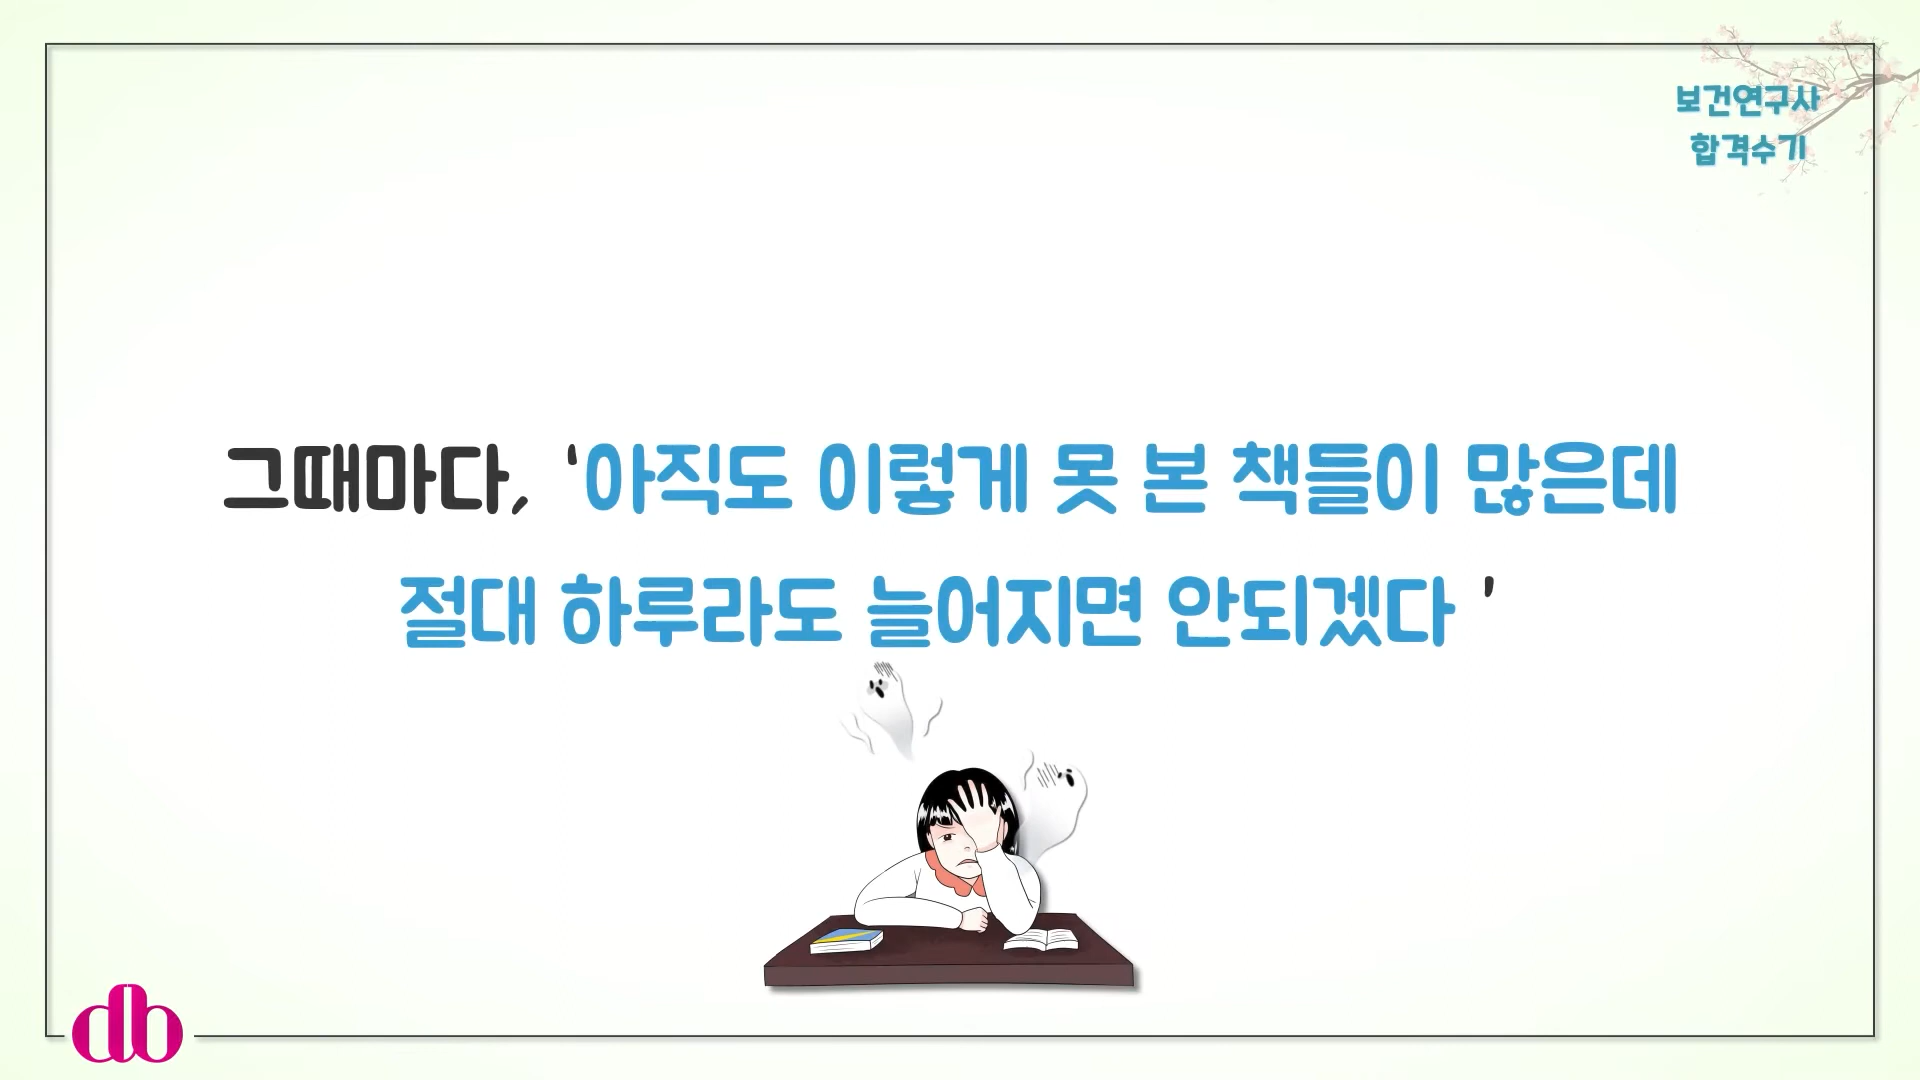 보건연구사
합격수기
그때마다, ‘아직도 이렇게 못 본 책들이 많은데
절대 하루라도 늘어지면 안되겠다 ’
db